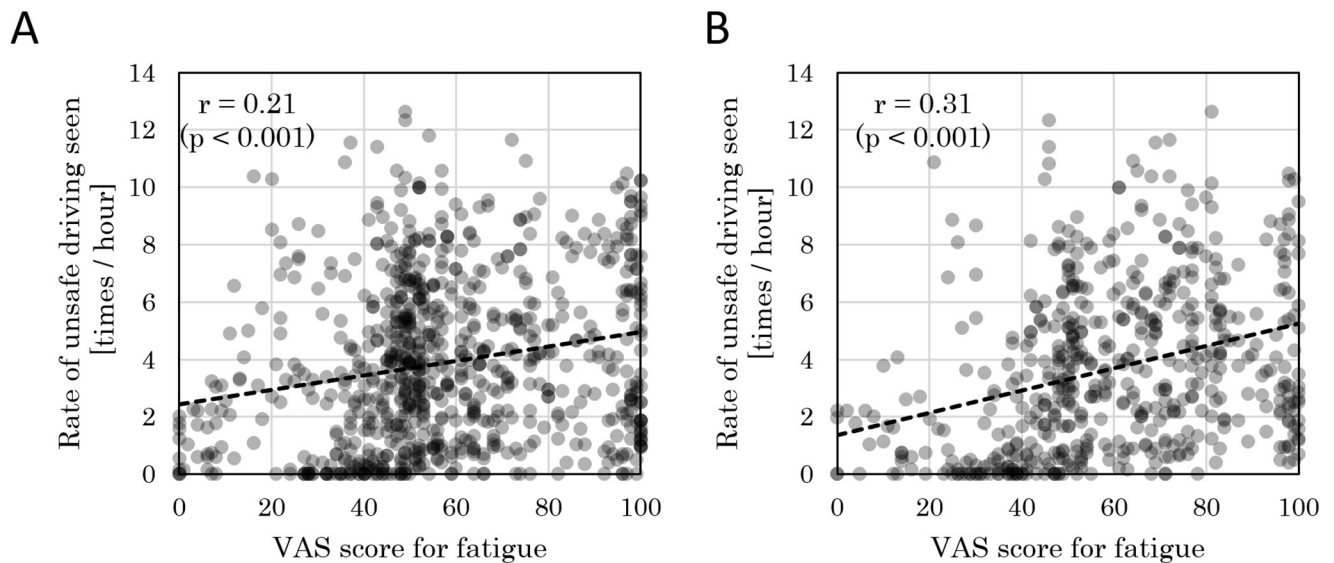 A
B
Rate of unsafe driving seen
[times / hour]
14
12
10
8
6
4
2
0
r = 0.21
(p < 0.001)
0 20 40 60 80 100
VAS score for fatigue
Rate of unsafe driving seen
[times / hour]
14
12
10
8
6
4
2
0
r = 0.31
(p < 0.001)
0 20 40 60 80 100
VAS score for fatigue